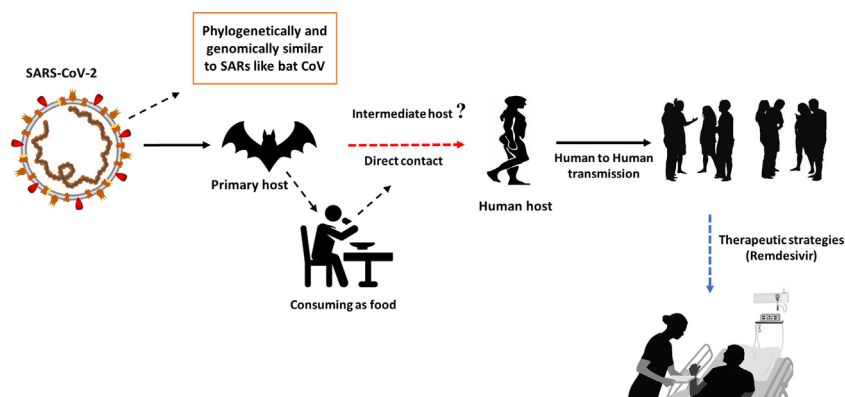 Phylogenetically and
genomically similar
to SARs like bat CoV
SARS-CoV-2
Intermediate host ?
Direct contact
Primary host
Human host
Human to Human
transmission
Consuming as food
Therapeutic strategies
(Remdesivir)